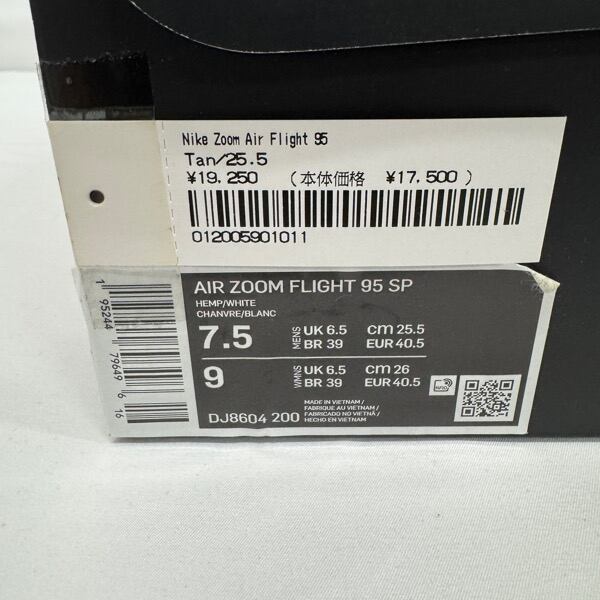 Nike Zoom Air Flight 95
Tan/25.5
¥19,250 (本体価格 ¥17,500)
012005901011
AIR ZOOM FLIGHT 95 SP
HEMP/WHITE
CHANVRE/BLANC
7.5 MENS UK 6.5 CM 25.5
BR 39 EUR 40.5
9 WMNS UK 6.5 CM 26
BR 39 EUR 40.5
DJ8604 200
MADE IN VIETNAM /
FABRIQUE AU VIETNAM /
FABRICADO NO VIETNÃ /
HECHO EN VIETNAM
RFID
1 95244 79649 6 16